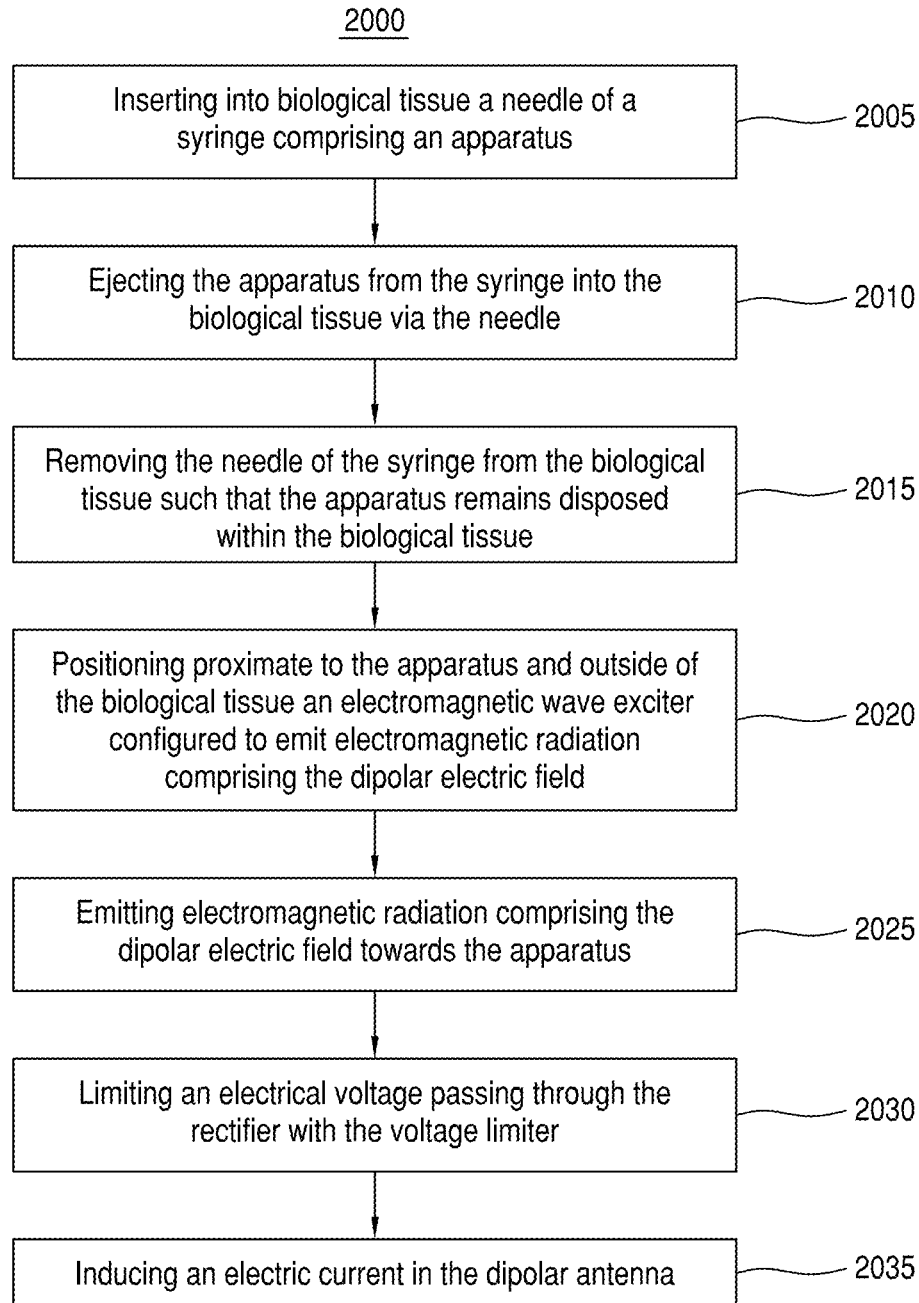 2000
Inserting into biological tissue a needle of a
syringe comprising an apparatus
2005
Ejecting the apparatus from the syringe into the
biological tissue via the needle
2010
Removing the needle of the syringe from the biological
tissue such that the apparatus remains disposed
within the biological tissue
2015
Positioning proximate to the apparatus and outside of
the biological tissue an electromagnetic wave exciter
configured to emit electromagnetic radiation
comprising the dipolar electric field
2020
Emitting electromagnetic radiation comprising the
dipolar electric field towards the apparatus
2025
Limiting an electrical voltage passing through the
rectifier with the voltage limiter
2030
Inducing an electric current in the dipolar antenna
2035